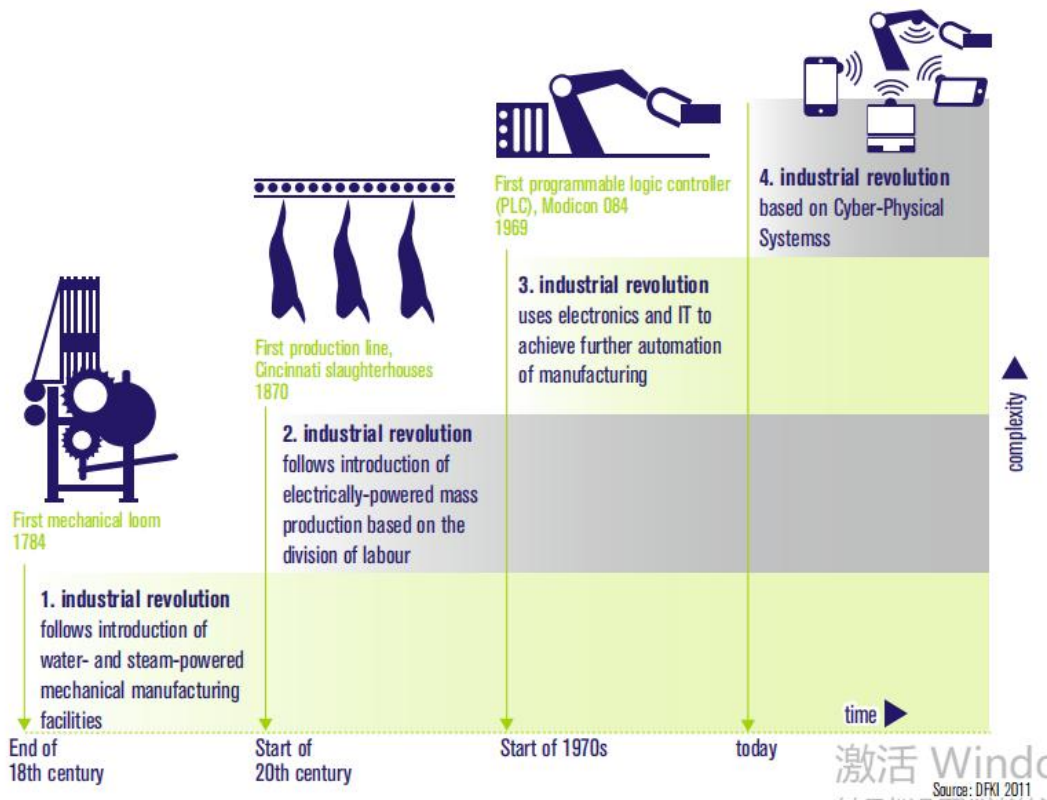 First mechanical loom
1784
1. industrial revolution
follows introduction of
water- and steam-powered
mechanical manufacturing
facilities
End of
18th century
First production line,
Cincinnati slaughterhouses
1870
2. industrial revolution
follows introduction of
electrically-powered mass
production based on the
division of labour
Start of
20th century
First programmable logic controller
(PLC), Modicon 084
1969
3. industrial revolution
uses electronics and IT to
achieve further automation
of manufacturing
Start of 1970s
4. industrial revolution
based on Cyber-Physical
Systemss
today
time
complexity
激活 Windo
Source: DFKI 2011